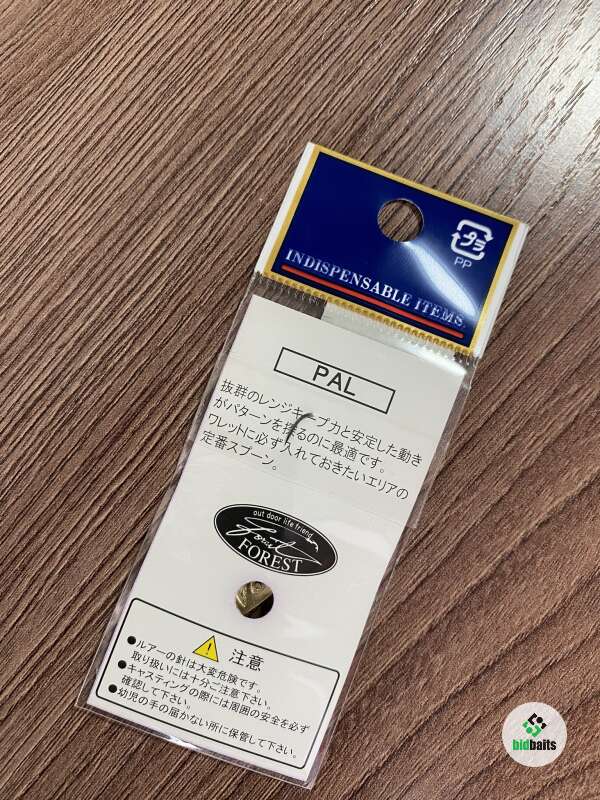 プラ
PP
INDISPENSABLE ITEMS.
PAL
抜群のレンジキープ力と安定した動き
がパターンを探るのに最適です。
ワレットに必ず入れておきたいエリアの
定番スプーン。
out door life friend
Forest
FOREST
注意
●ルアーの針は大変危険です。
取り扱いには十分ご注意下さい。
●キャスティングの際には周囲の安全を必ず
確認して下さい。
●幼児の手の届かない所に保管して下さい。
bidbaits